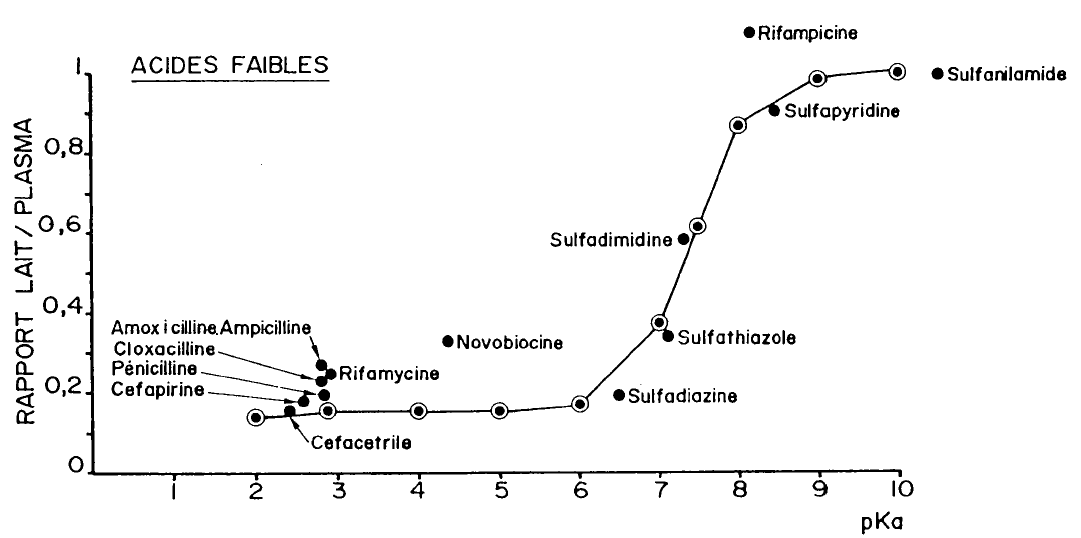 ACIDES FAIBLES
RAPPORT LAIT / PLASMA
1
0,8
0,6
0,4
0,2
0
Rifampicine
Sulfanilamide
Sulfapyridine
Sulfadimidine
Sulfathiazole
Sulfadiazine
Novobiocine
Amoxicilline.Ampicilline
Cloxacilline
Rifamycine
Pénicilline
Cefapirine
Cefacetrile
1 2 3 4 5 6 7 8 9 10
pKa